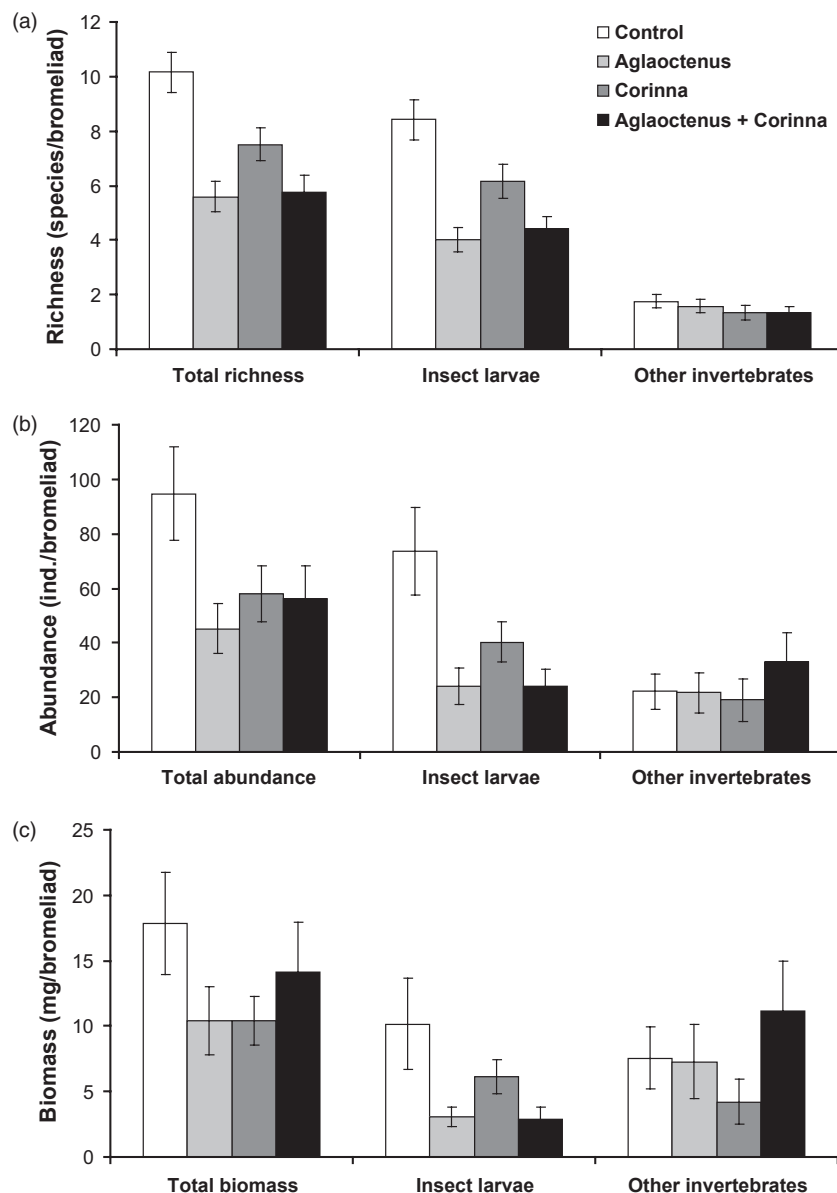 (a)
Richness (species/bromeliad)
12
10
8
6
4
2
0
Control
Aglaoctenus
Corinna
Aglaoctenus + Corinna
Total richness Insect larvae Other invertebrates
(b)
Abundance (ind./bromeliad)
120
100
80
60
40
20
0
Total abundance Insect larvae Other invertebrates
(c)
Biomass (mg/bromeliad)
25
20
15
10
5
0
Total biomass Insect larvae Other invertebrates